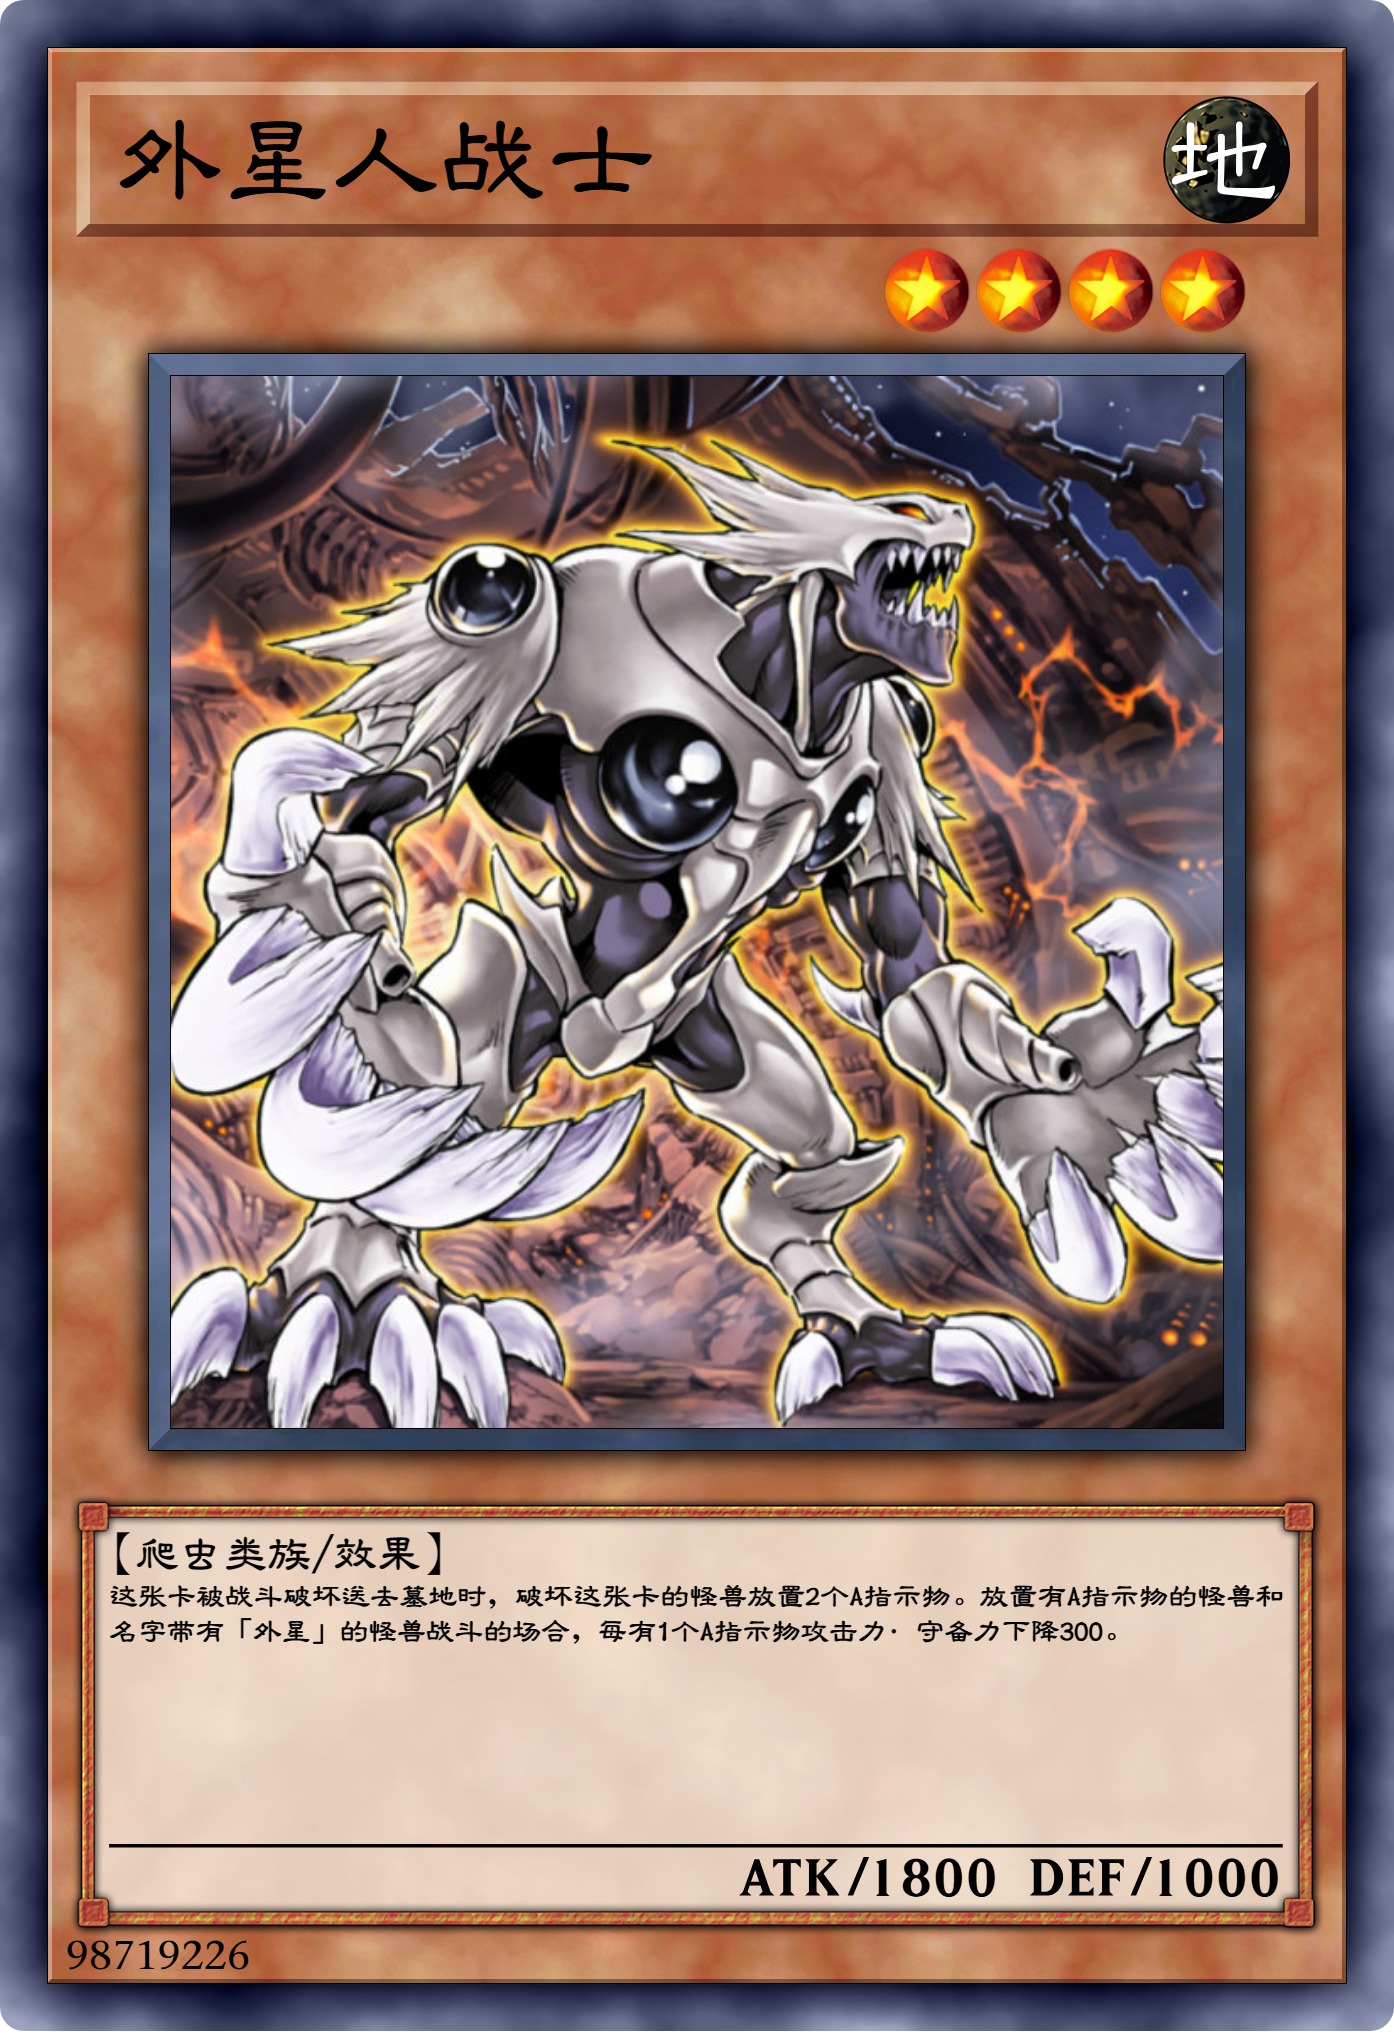 外星人战士
地
【爬虫类族/效果】
这张卡被战斗破坏送去墓地时，破坏这张卡的怪兽放置2个A指示物。放置有A指示物的怪兽和
名字带有「外星」的怪兽战斗的场合，每有1个A指示物攻击力·守备力下降300。
ATK/1800 DEF/1000
98719226